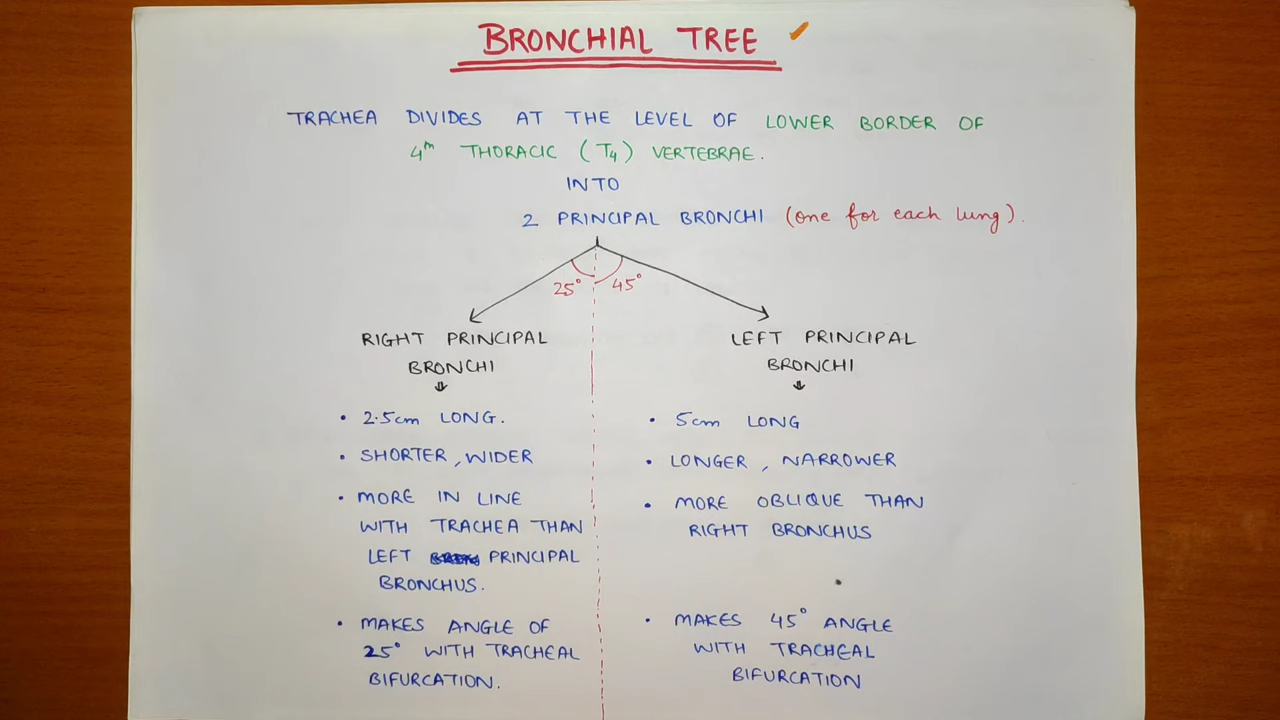 BRONCHIAL TREE
TRACHEA DIVIDES AT THE LEVEL OF LOWER BORDER OF
4th THORACIC (T4) VERTEBRAE.
INTO
2 PRINCIPAL BRONCHI (one for each lung).
25° 45°
RIGHT PRINCIPAL
BRONCHI
• 2.5cm LONG.
• SHORTER, WIDER
• MORE IN LINE
WITH TRACHEA THAN
LEFT PRINCIPAL
BRONCHUS.
• MAKES ANGLE OF
25° WITH TRACHEAL
BIFURCATION.
LEFT PRINCIPAL
BRONCHI
• 5cm LONG
• LONGER, NARROWER
• MORE OBLIQUE THAN
RIGHT BRONCHUS
• MAKES 45° ANGLE
WITH TRACHEAL
BIFURCATION